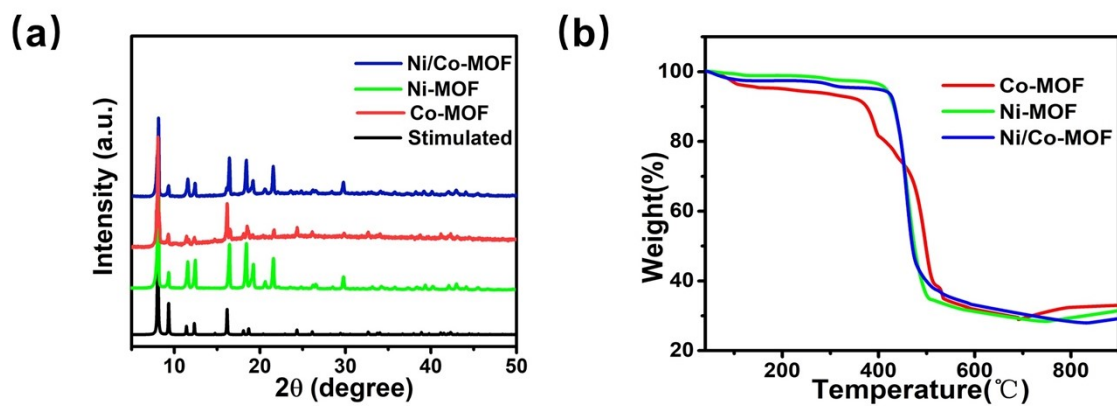 (a)
Ni/Co-MOF
Ni-MOF
Co-MOF
Stimulated
Intensity (a.u.)
10 20 30 40 50
2θ (degree)
(b)
100
80
60
40
20
Co-MOF
Ni-MOF
Ni/Co-MOF
Weight(%)
200 400 600 800
Temperature(℃)